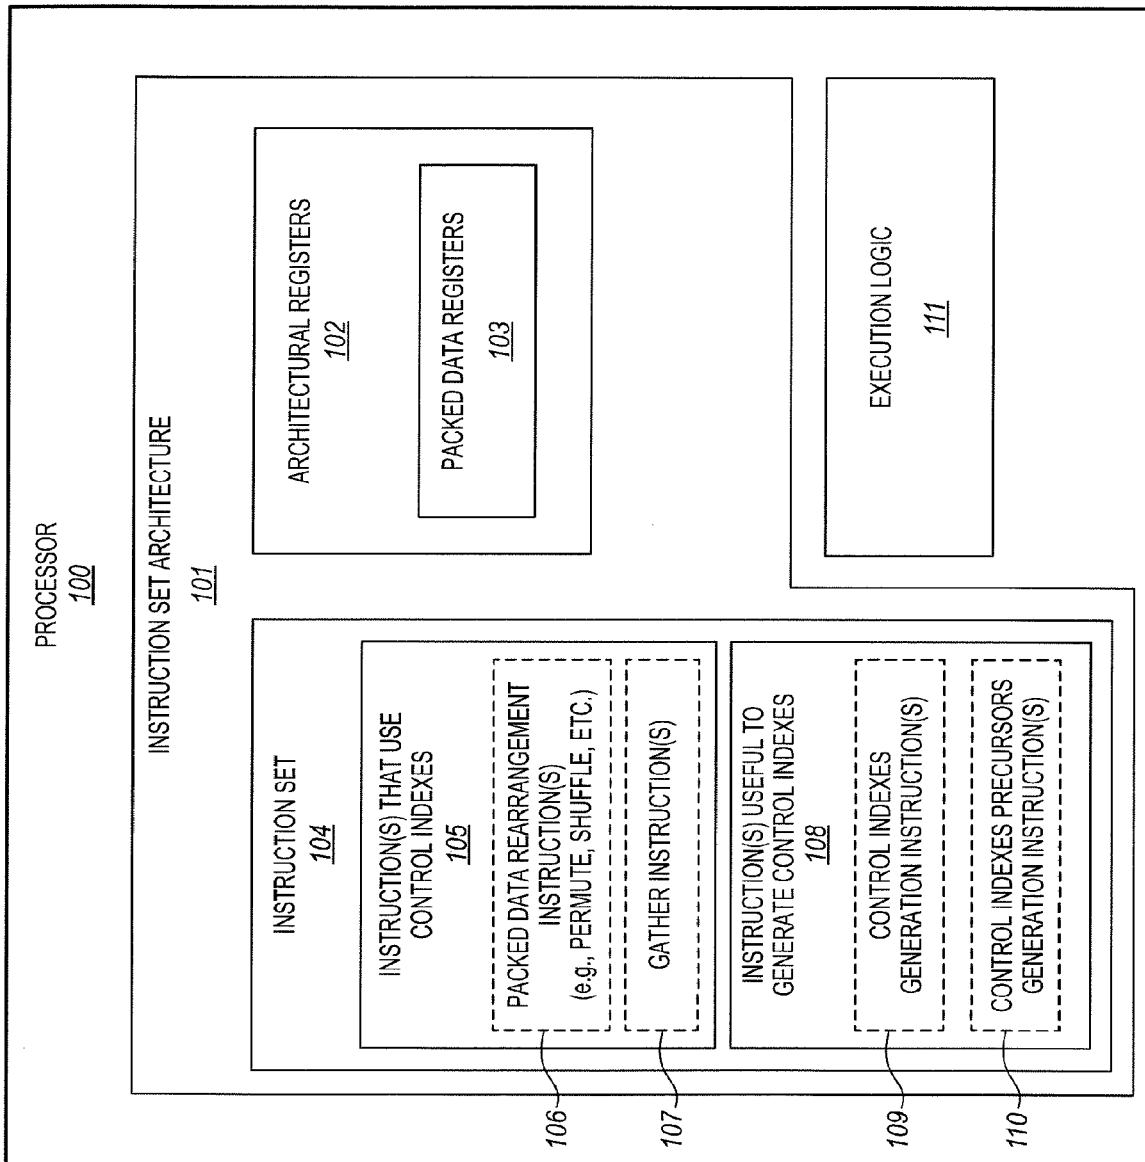 PROCESSOR
100
INSTRUCTION SET ARCHITECTURE
101
INSTRUCTION SET
104
INSTRUCTION(S) THAT USE
CONTROL INDEXES
105
PACKED DATA REARRANGEMENT
INSTRUCTION(S)
(e.g., PERMUTE, SHUFFLE, ETC.)
106
GATHER INSTRUCTION(S)
107
INSTRUCTION(S) USEFUL TO
GENERATE CONTROL INDEXES
108
CONTROL INDEXES
GENERATION INSTRUCTION(S)
109
CONTROL INDEXES PRECURSORS
GENERATION INSTRUCTION(S)
110
ARCHITECTURAL REGISTERS
102
PACKED DATA REGISTERS
103
EXECUTION LOGIC
111